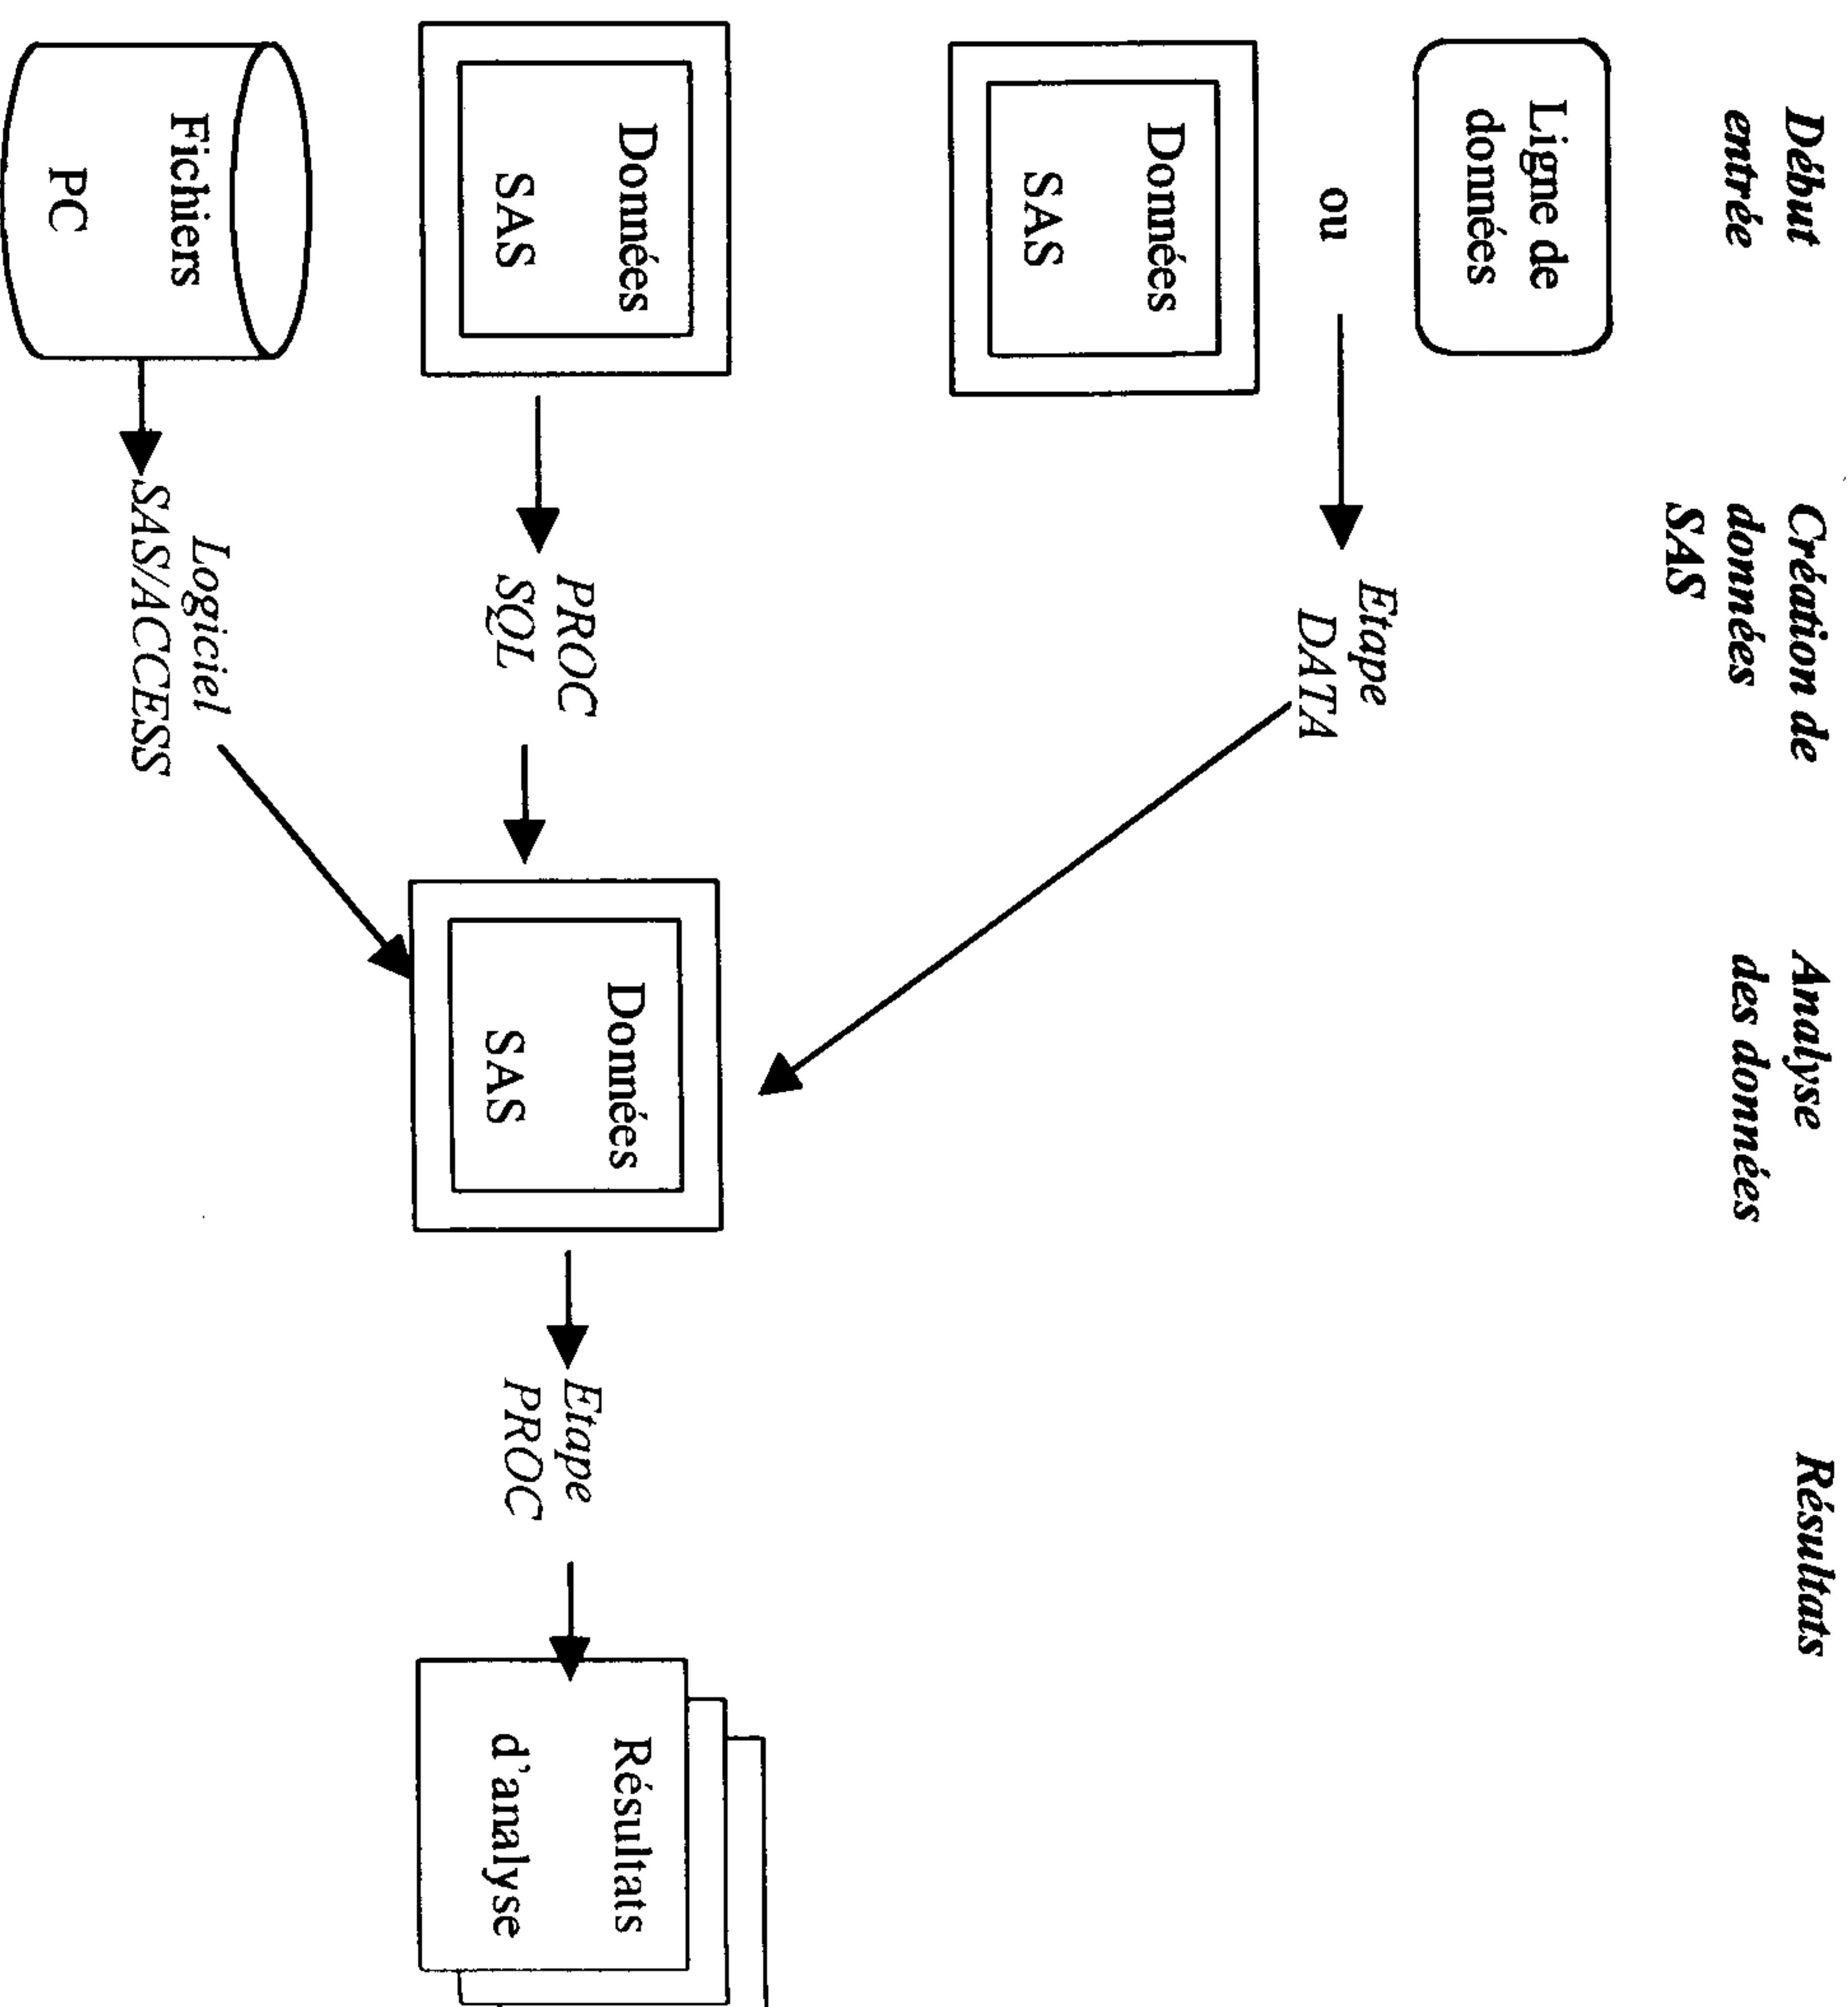 Début
entrée
Création de
données
SAS
Analyse
des données
Résultats
Ligne de
données
ou
Données
SAS
Etape
DATA
Données
SAS
PROC
SQL
Données
SAS
Etape
PROC
Résultats
d'analyse
Fichiers
PC
Logiciel
SAS/ACCESS